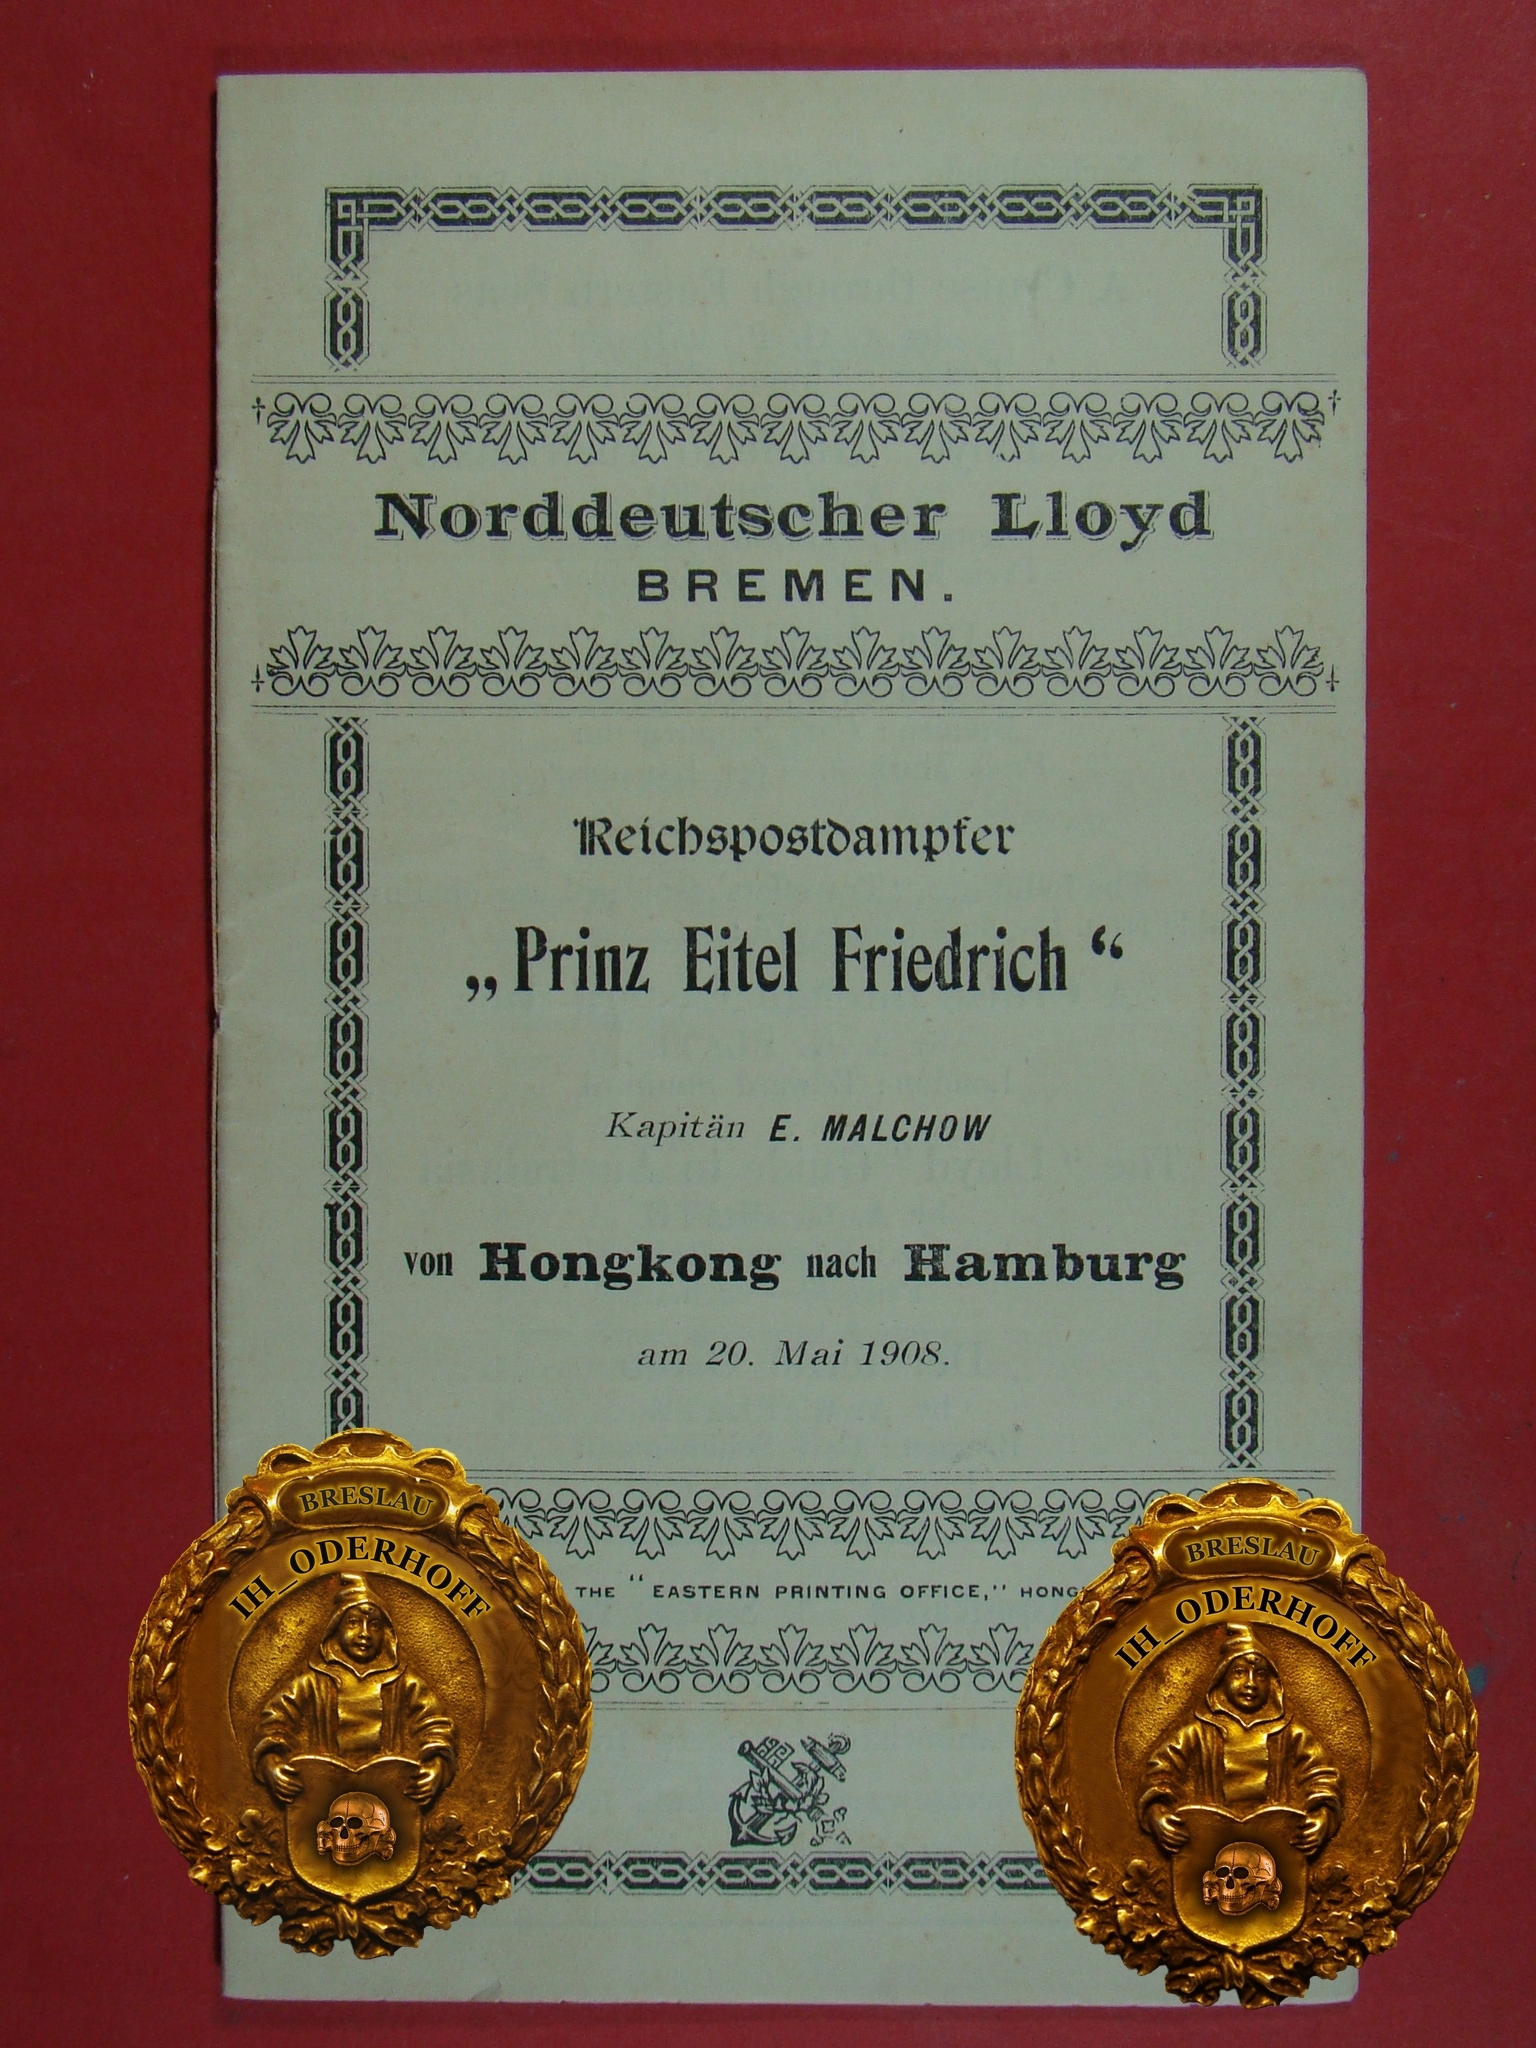 Norddeutscher Lloyd
BREMEN.
Reichspostdampfer
„Prinz Eitel Friedrich“
Kapitän E. MALCHOW
von Hongkong nach Hamburg
am 20. Mai 1908.
THE "EASTERN PRINTING OFFICE," HONG
BRESLAU
IH_ODERHOFF
BRESLAU
IH_ODERHOFF